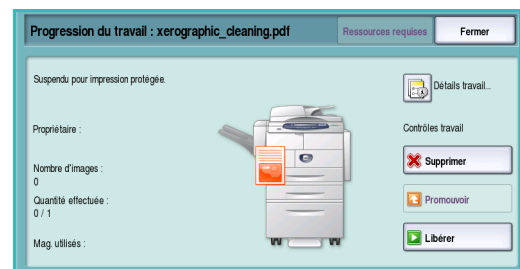 Progression du travail : xerographic_cleaning.pdf
Ressources requises
Fermer
Suspendu pour impression protégée.
Détails travail...
Propriétaire :
Contrôles travail
Nombre d'images :
0
Supprimer
Quantité effectuée :
0 / 1
Promouvoir
Mag. utilisés :
Libérer